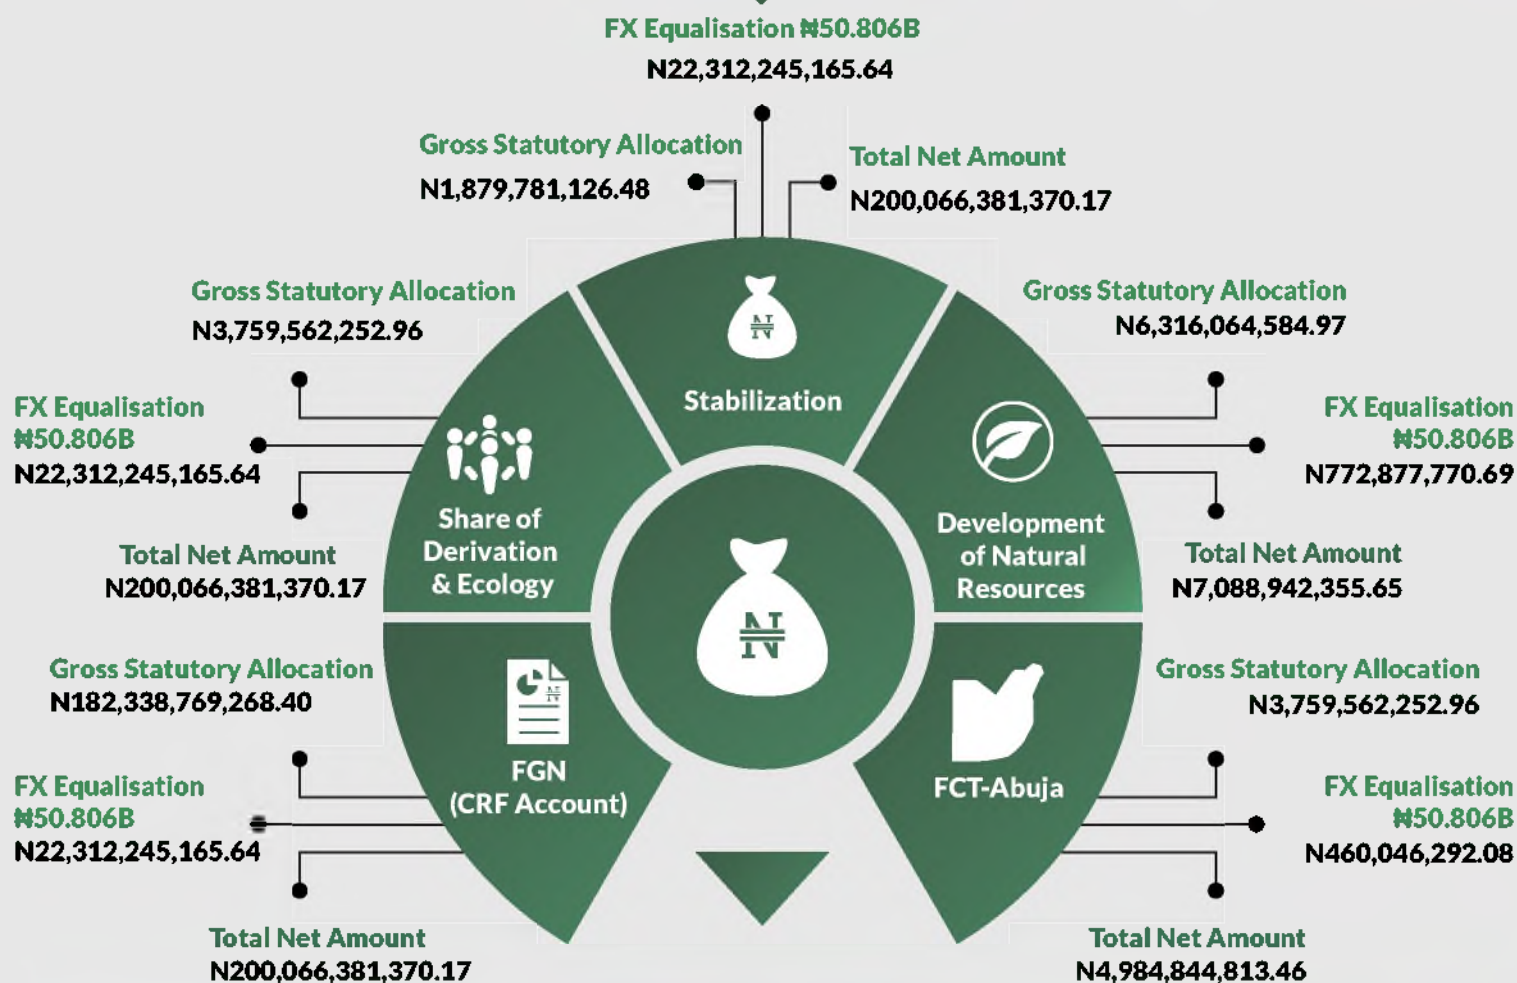 FX Equalisation ₦50.806B
N22,312,245,165.64
Gross Statutory Allocation
N1,879,781,126.48
Total Net Amount
N200,066,381,370.17
Gross Statutory Allocation
N3,759,562,252.96
FX Equalisation
₦50.806B
N22,312,245,165.64
Total Net Amount
N200,066,381,370.17
Stabilization
Share of
Derivation
& Ecology
Development
of Natural
Resources
Gross Statutory Allocation
N6,316,064,584.97
FX Equalisation
₦50.806B
N772,877,770.69
Total Net Amount
N7,088,942,355.65
Gross Statutory Allocation
N182,338,769,268.40
FX Equalisation
₦50.806B
N22,312,245,165.64
Total Net Amount
N200,066,381,370.17
FGN
(CRF Account)
FCT-Abuja
Gross Statutory Allocation
N3,759,562,252.96
FX Equalisation
₦50.806B
N460,046,292.08
Total Net Amount
N4,984,844,813.46